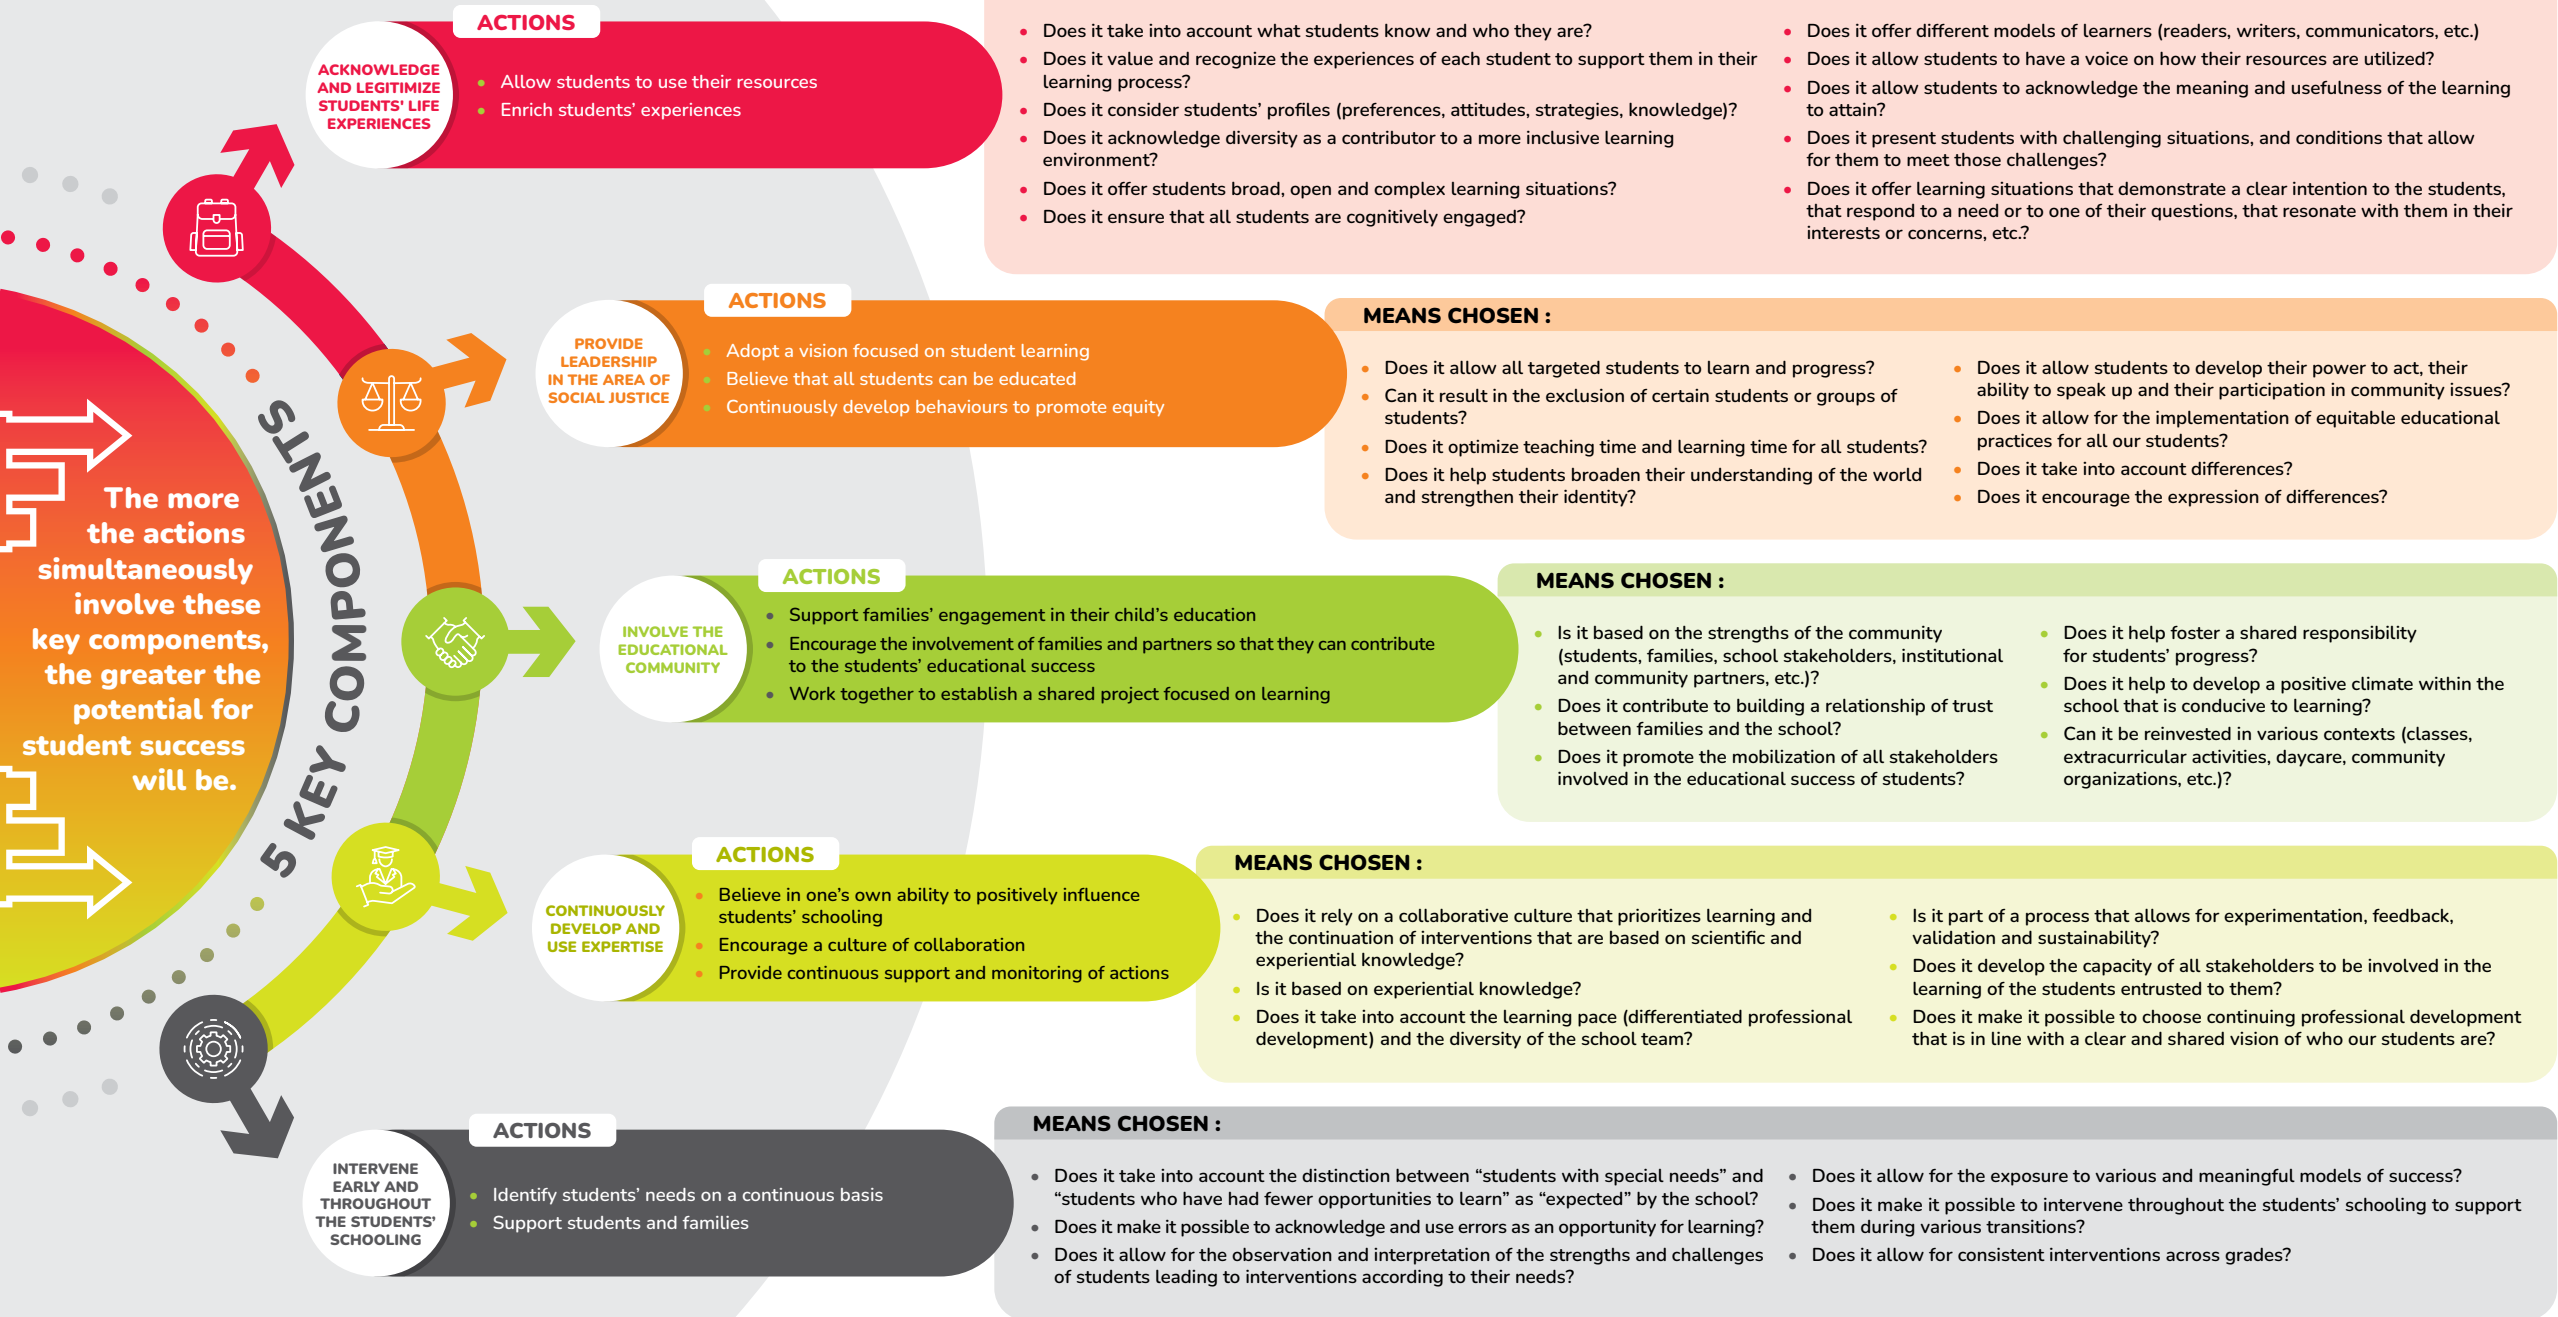 The more
the actions
simultaneously
involve these
key components,
the greater the
potential for
student success
will be.
5 KEY COMPONENTS
ACKNOWLEDGE
AND LEGITIMIZE
STUDENTS' LIFE
EXPERIENCES
ACTIONS
• Allow students to use their resources
• Enrich students’ experiences
• Does it take into account what students know and who they are?
• Does it value and recognize the experiences of each student to support them in their
learning process?
• Does it consider students’ profiles (preferences, attitudes, strategies, knowledge)?
• Does it acknowledge diversity as a contributor to a more inclusive learning
environment?
• Does it offer students broad, open and complex learning situations?
• Does it ensure that all students are cognitively engaged?
• Does it offer different models of learners (readers, writers, communicators, etc.)
• Does it allow students to have a voice on how their resources are utilized?
• Does it allow students to acknowledge the meaning and usefulness of the learning
to attain?
• Does it present students with challenging situations, and conditions that allow
for them to meet those challenges?
• Does it offer learning situations that demonstrate a clear intention to the students,
that respond to a need or to one of their questions, that resonate with them in their
interests or concerns, etc.?
PROVIDE
LEADERSHIP
IN THE AREA OF
SOCIAL JUSTICE
ACTIONS
• Adopt a vision focused on student learning
• Believe that all students can be educated
• Continuously develop behaviours to promote equity
MEANS CHOSEN :
• Does it allow all targeted students to learn and progress?
• Can it result in the exclusion of certain students or groups of
students?
• Does it optimize teaching time and learning time for all students?
• Does it help students broaden their understanding of the world
and strengthen their identity?
• Does it allow students to develop their power to act, their
ability to speak up and their participation in community issues?
• Does it allow for the implementation of equitable educational
practices for all our students?
• Does it take into account differences?
• Does it encourage the expression of differences?
INVOLVE THE
EDUCATIONAL
COMMUNITY
ACTIONS
• Support families’ engagement in their child’s education
• Encourage the involvement of families and partners so that they can contribute
to the students’ educational success
• Work together to establish a shared project focused on learning
MEANS CHOSEN :
• Is it based on the strengths of the community
(students, families, school stakeholders, institutional
and community partners, etc.)?
• Does it contribute to building a relationship of trust
between families and the school?
• Does it promote the mobilization of all stakeholders
involved in the educational success of students?
• Does it help foster a shared responsibility
for students’ progress?
• Does it help to develop a positive climate within the
school that is conducive to learning?
• Can it be reinvested in various contexts (classes,
extracurricular activities, daycare, community
organizations, etc.)?
CONTINUOUSLY
DEVELOP AND
USE EXPERTISE
ACTIONS
• Believe in one’s own ability to positively influence
students’ schooling
• Encourage a culture of collaboration
• Provide continuous support and monitoring of actions
MEANS CHOSEN :
• Does it rely on a collaborative culture that prioritizes learning and
the continuation of interventions that are based on scientific and
experiential knowledge?
• Is it based on experiential knowledge?
• Does it take into account the learning pace (differentiated professional
development) and the diversity of the school team?
• Is it part of a process that allows for experimentation, feedback,
validation and sustainability?
• Does it develop the capacity of all stakeholders to be involved in the
learning of the students entrusted to them?
• Does it make it possible to choose continuing professional development
that is in line with a clear and shared vision of who our students are?
INTERVENE
EARLY AND
THROUGHOUT
THE STUDENTS’
SCHOOLING
ACTIONS
• Identify students’ needs on a continuous basis
• Support students and families
MEANS CHOSEN :
• Does it take into account the distinction between “students with special needs” and
“students who have had fewer opportunities to learn” as “expected” by the school?
• Does it make it possible to acknowledge and use errors as an opportunity for learning?
• Does it allow for the observation and interpretation of the strengths and challenges
of students leading to interventions according to their needs?
• Does it allow for the exposure to various and meaningful models of success?
• Does it make it possible to intervene throughout the students’ schooling to support
them during various transitions?
• Does it allow for consistent interventions across grades?